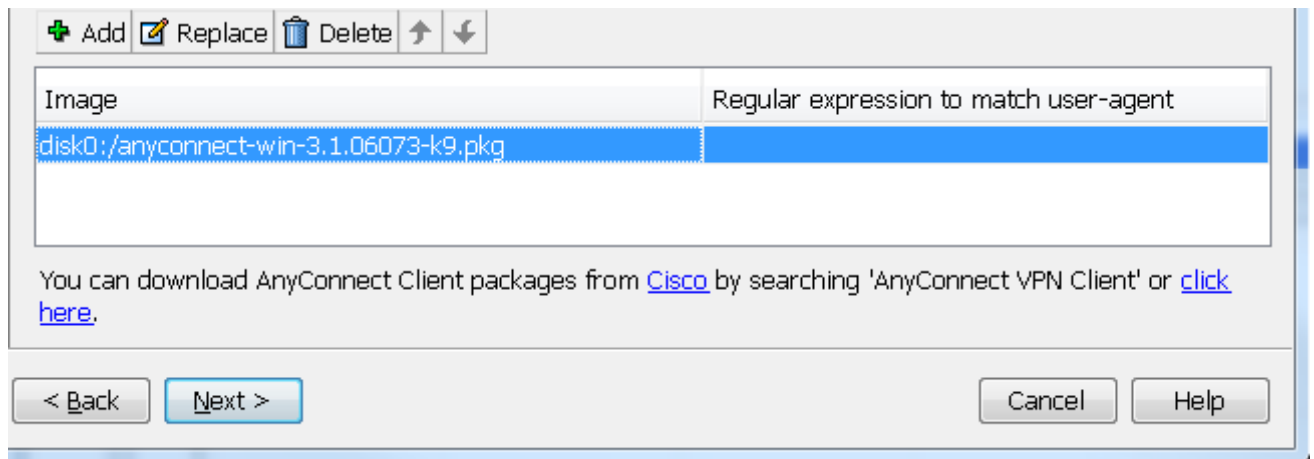 Add Replace Delete
Image Regular expression to match user-agent
disk0:/anyconnect-win-3.1.06073-k9.pkg
You can download AnyConnect Client packages from Cisco by searching 'AnyConnect VPN Client' or click
here.
< Back Next > Cancel Help